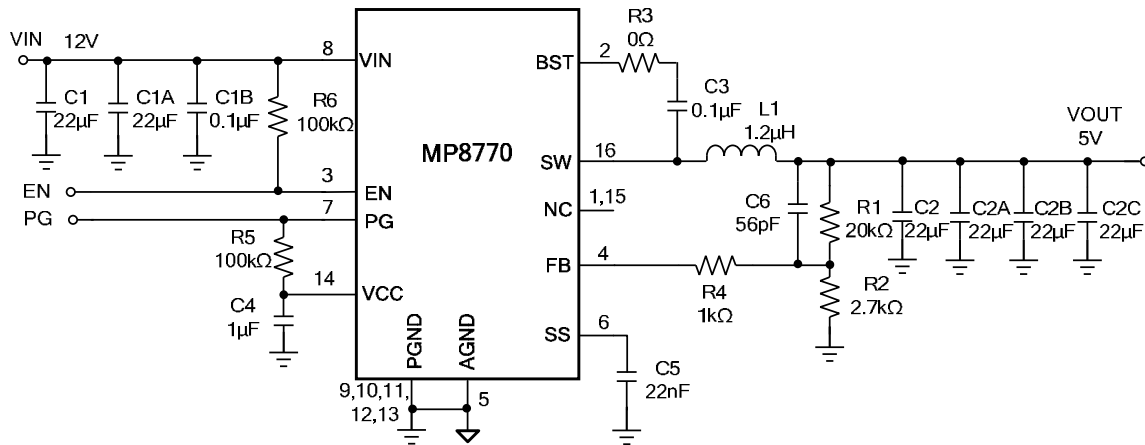 VIN
12V
8
VIN
C1
22µF
C1A
22µF
C1B
0.1µF
R6
100kΩ
EN
3
EN
PG
7
PG
R5
100kΩ
14
VCC
C4
1µF
MP8770
PGND
AGND
9,10,11,
12,13
5
BST
2
R3
0Ω
C3
0.1µF
L1
1.2µH
SW
16
NC
1,15
FB
4
R4
1kΩ
C6
56pF
R1
20kΩ
R2
2.7kΩ
SS
6
C5
22nF
C2
22µF
C2A
22µF
C2B
22µF
C2C
22µF
VOUT
5V